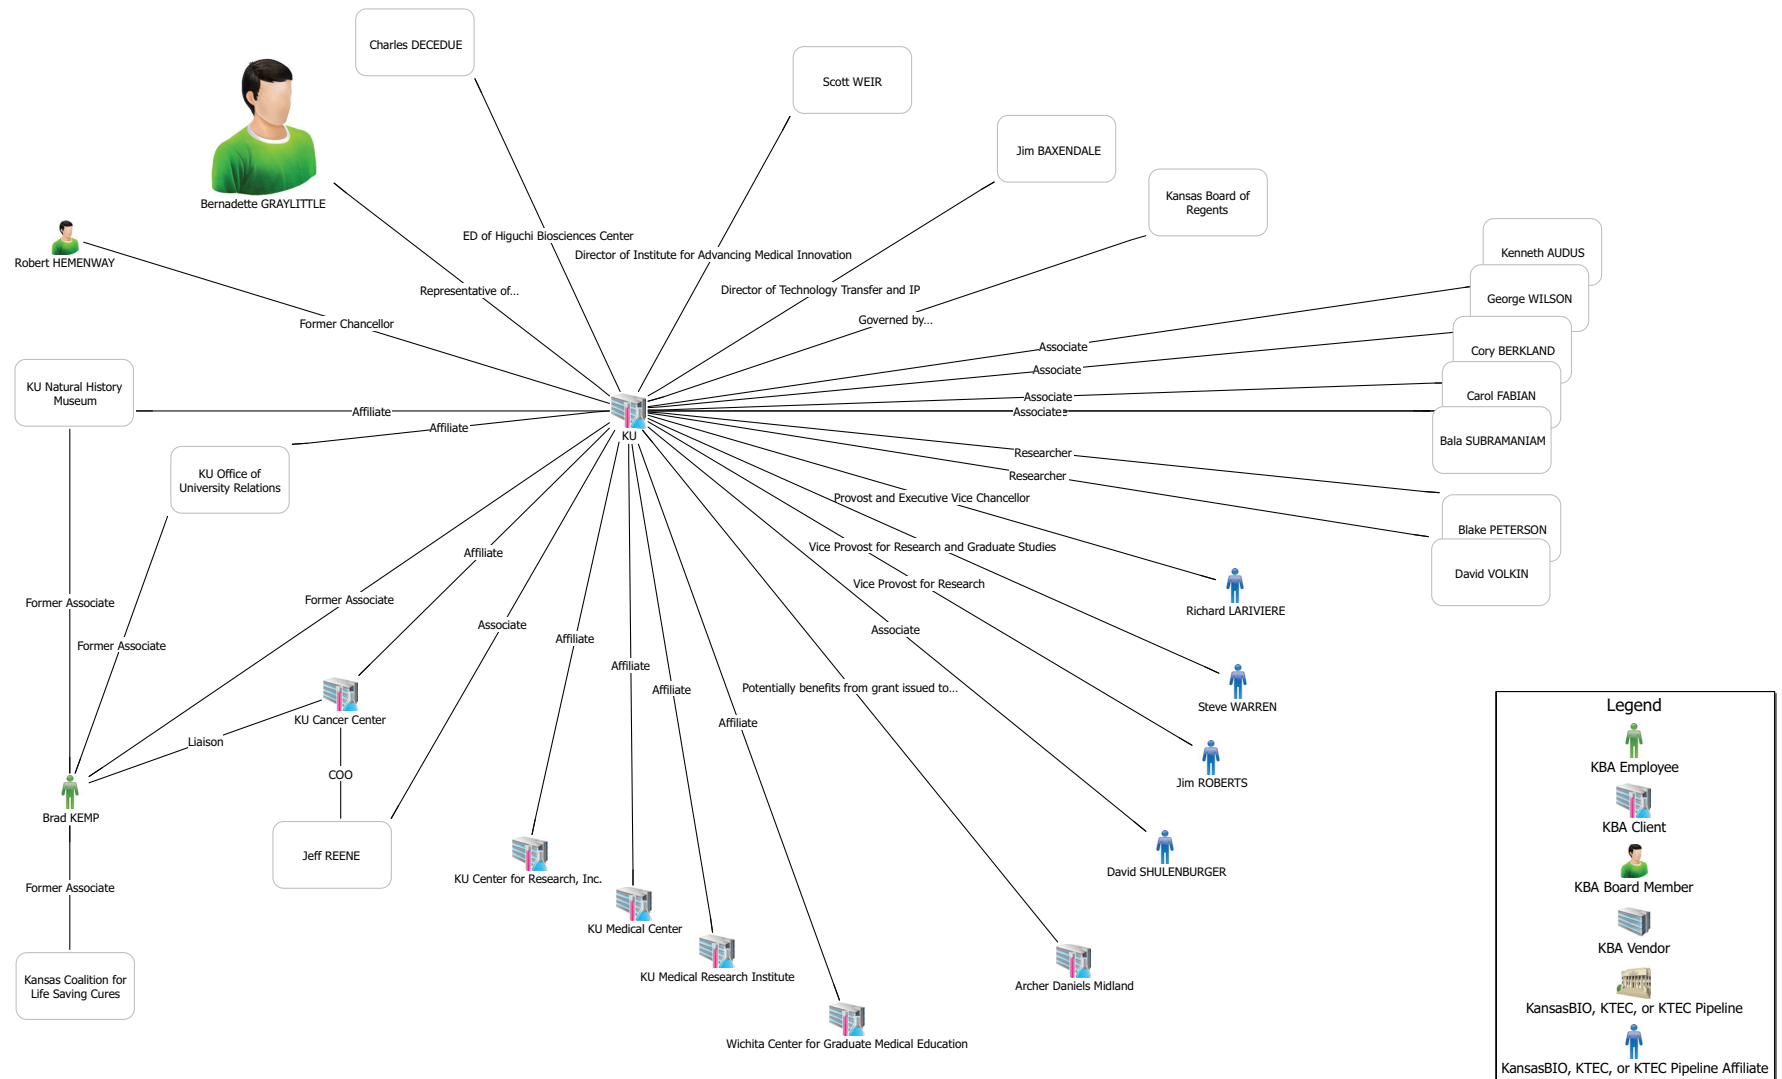 Charles DECEDUE
Scott WEIR
Jim BAXENDALE
Kansas Board of
Regents
Bernadette GRAYLITTLE
Robert HEMENWAY
ED of Higuchi Biosciences Center
Director of Institute for Advancing Medical Innovation
Director of Technology Transfer and IP
Representative of...
Former Chancellor
Governed by...
Kenneth AUDUS
George WILSON
Cory BERKLAND
Carol FABIAN
Bala SUBRAMANIAM
Associate
Associate
Associate
Associate
KU Natural History
Museum
Affiliate
Affiliate
KU
KU Office of
University Relations
Researcher
Researcher
Blake PETERSON
David VOLKIN
Provost and Executive Vice Chancellor
Vice Provost for Research and Graduate Studies
Vice Provost for Research
Associate
Richard LARIVIERE
Steve WARREN
Jim ROBERTS
David SHULENBURGER
Affiliate
Former Associate
Former Associate
Former Associate
Associate
Affiliate
Affiliate
Affiliate
Affiliate
Potentially benefits from grant issued to...
KU Cancer Center
Liaison
COO
Brad KEMP
Jeff REENE
Former Associate
Kansas Coalition for
Life Saving Cures
KU Center for Research, Inc.
KU Medical Center
KU Medical Research Institute
Wichita Center for Graduate Medical Education
Archer Daniels Midland
Legend
KBA Employee
KBA Client
KBA Board Member
KBA Vendor
KansasBIO, KTEC, or KTEC Pipeline
KansasBIO, KTEC, or KTEC Pipeline Affiliate